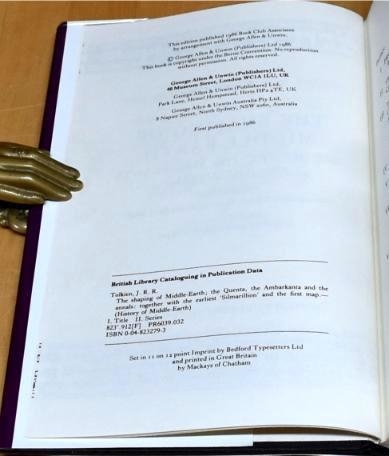 This edition published 1986 Book Club Associates
by arrangement with George Allen & Unwin.
© George Allen & Unwin (Publishers) Ltd 1986
This book is copyright under the Berne Convention. No reproduction
without permission. All rights reserved.
George Allen & Unwin (Publishers) Ltd,
40 Museum Street, London WC1A 1LU, UK
George Allen & Unwin (Publishers) Ltd,
Park Lane, Hemel Hempstead, Herts HP2 4TE, UK
George Allen & Unwin Australia Pty Ltd,
8 Napier Street, North Sydney, NSW 2060, Australia
First published in 1986
British Library Cataloguing in Publication Data
Tolkien, J. R. R.
The shaping of Middle-Earth: the Quenta, the Ambarkanta and the
annals: together with the earliest 'Silmarillion' and the first map.—
(History of Middle-Earth)
1. Title II. Series
823'.912[F] PR6039.032
ISBN 0-04-823279-3
Set in 11 on 12 point Imprint by Bedford Typesetters Ltd
and printed in Great Britain
by Mackays of Chatham